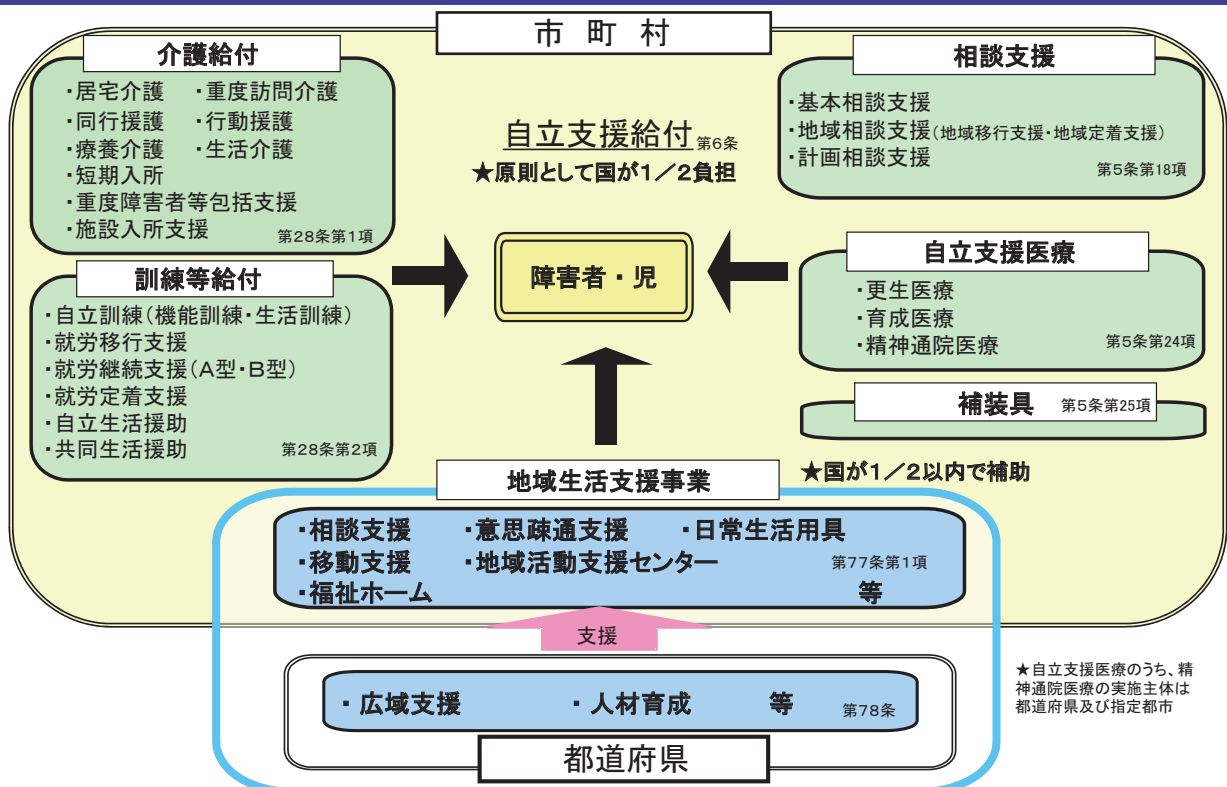 市町村
介護給付
・居宅介護 ・重度訪問介護
・同行援護 ・行動援護
・療養介護 ・生活介護
・短期入所
・重度障害者等包括支援
・施設入所支援 第28条第1項
訓練等給付
・自立訓練(機能訓練・生活訓練)
・就労移行支援
・就労継続支援(A型・B型)
・就労定着支援
・自立生活援助
・共同生活援助 第28条第2項
自立支援給付 第6条
★原則として国が1/2負担
障害者・児
相談支援
・基本相談支援
・地域相談支援(地域移行支援・地域定着支援)
・計画相談支援
第5条第18項
自立支援医療
・更生医療
・育成医療
・精神通院医療 第5条第24項
補装具 第5条第25項
地域生活支援事業
★国が1/2以内で補助
・相談支援 ・意思疎通支援 ・日常生活用具
・移動支援 ・地域活動支援センター 第77条第1項
・福祉ホーム 等
支援
・広域支援 ・人材育成 等 第78条
都道府県
★自立支援医療のうち、精
神通院医療の実施主体は
都道府県及び指定都市